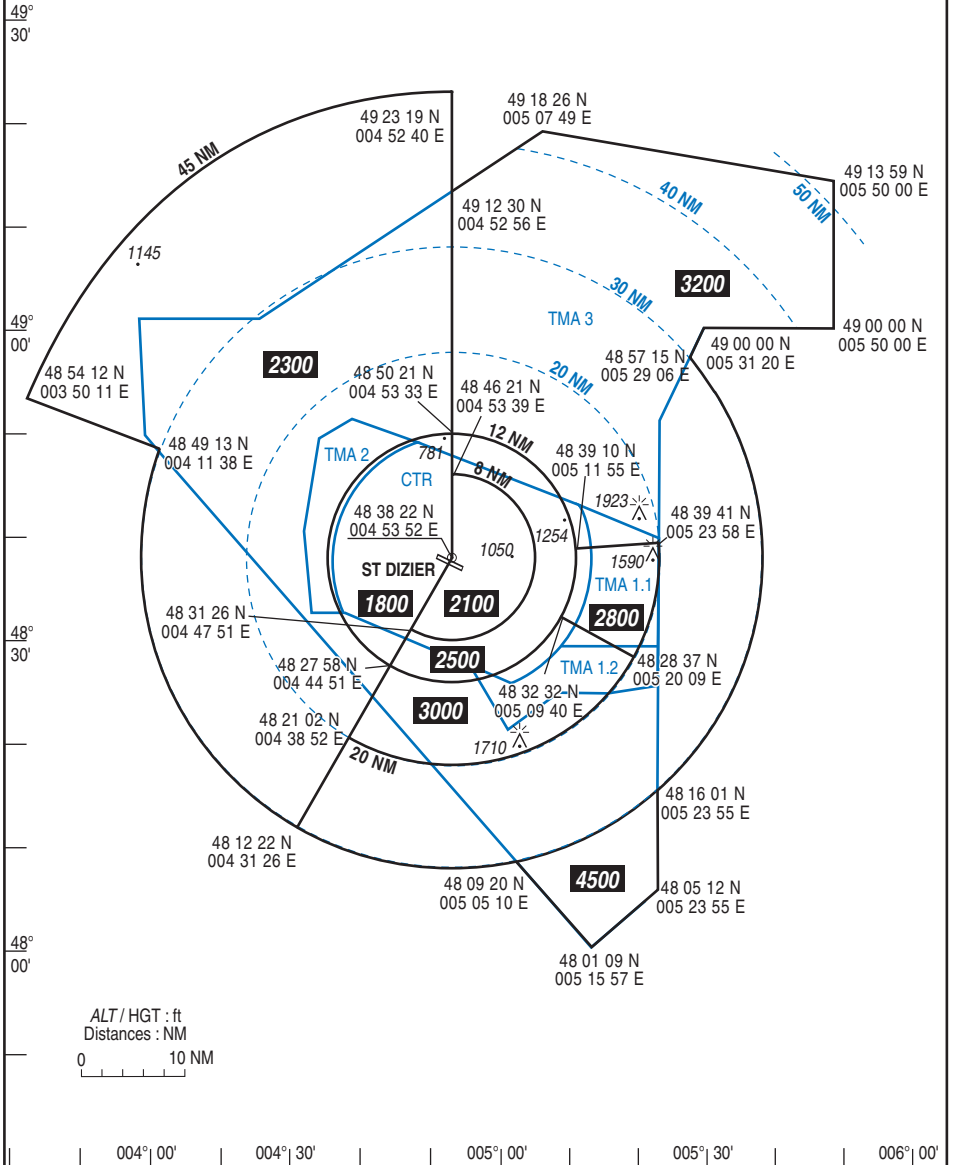 49°
30'
49 23 19 N
004 52 40 E
49 18 26 N
005 07 49 E
45 NM
49 13 59 N
005 50 00 E
40 NM
50 NM
49 12 30 N
004 52 56 E
1145
3200
30 NM
TMA 3
49°
00'
49 00 00 N
005 50 00 E
49 00 00 N
005 31 20 E
48 57 15 N
005 29 06 E
2300
48 54 12 N
003 50 11 E
48 50 21 N
004 53 33 E
20 NM
48 46 21 N
004 53 39 E
48 49 13 N
004 11 38 E
12 NM
TMA 2
781
48 39 10 N
005 11 55 E
8 NM
CTR
1923
48 38 22 N
004 53 52 E
1254
48 39 41 N
005 23 58 E
1050
1590
ST DIZIER
TMA 1.1
1800
2100
2800
48 31 26 N
004 47 51 E
48°
30'
2500
48 27 58 N
004 44 51 E
TMA 1.2
48 28 37 N
005 20 09 E
48 32 32 N
005 09 40 E
3000
48 21 02 N
004 38 52 E
1710
20 NM
48 16 01 N
005 23 55 E
48 12 22 N
004 31 26 E
48 09 20 N
005 05 10 E
4500
48 05 12 N
005 23 55 E
48°
00'
48 01 09 N
005 15 57 E
ALT / HGT : ft
Distances : NM
0 10 NM
004° 00' 004° 30' 005° 00' 005° 30' 006° 00'